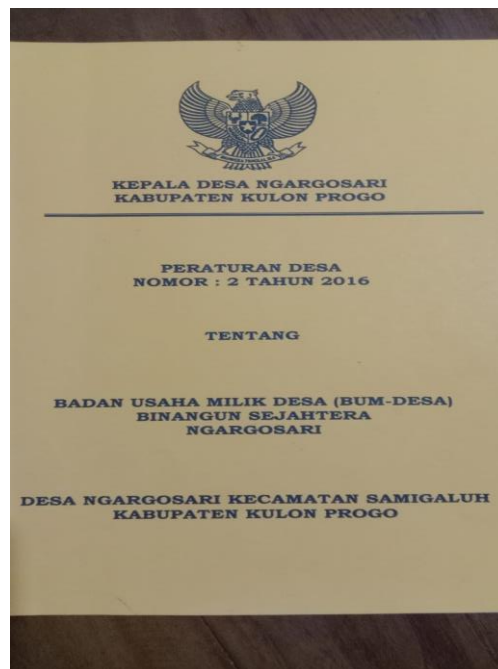 KEPALA DESA NGARGOSARI
KABUPATEN KULON PROGO
PERATURAN DESA
NOMOR : 2 TAHUN 2016
TENTANG
BADAN USAHA MILIK DESA (BUM-DESA)
BINANGUN SEJAHTERA
NGARGOSARI
DESA NGARGOSARI KECAMATAN SAMIGALUH
KABUPATEN KULON PROGO